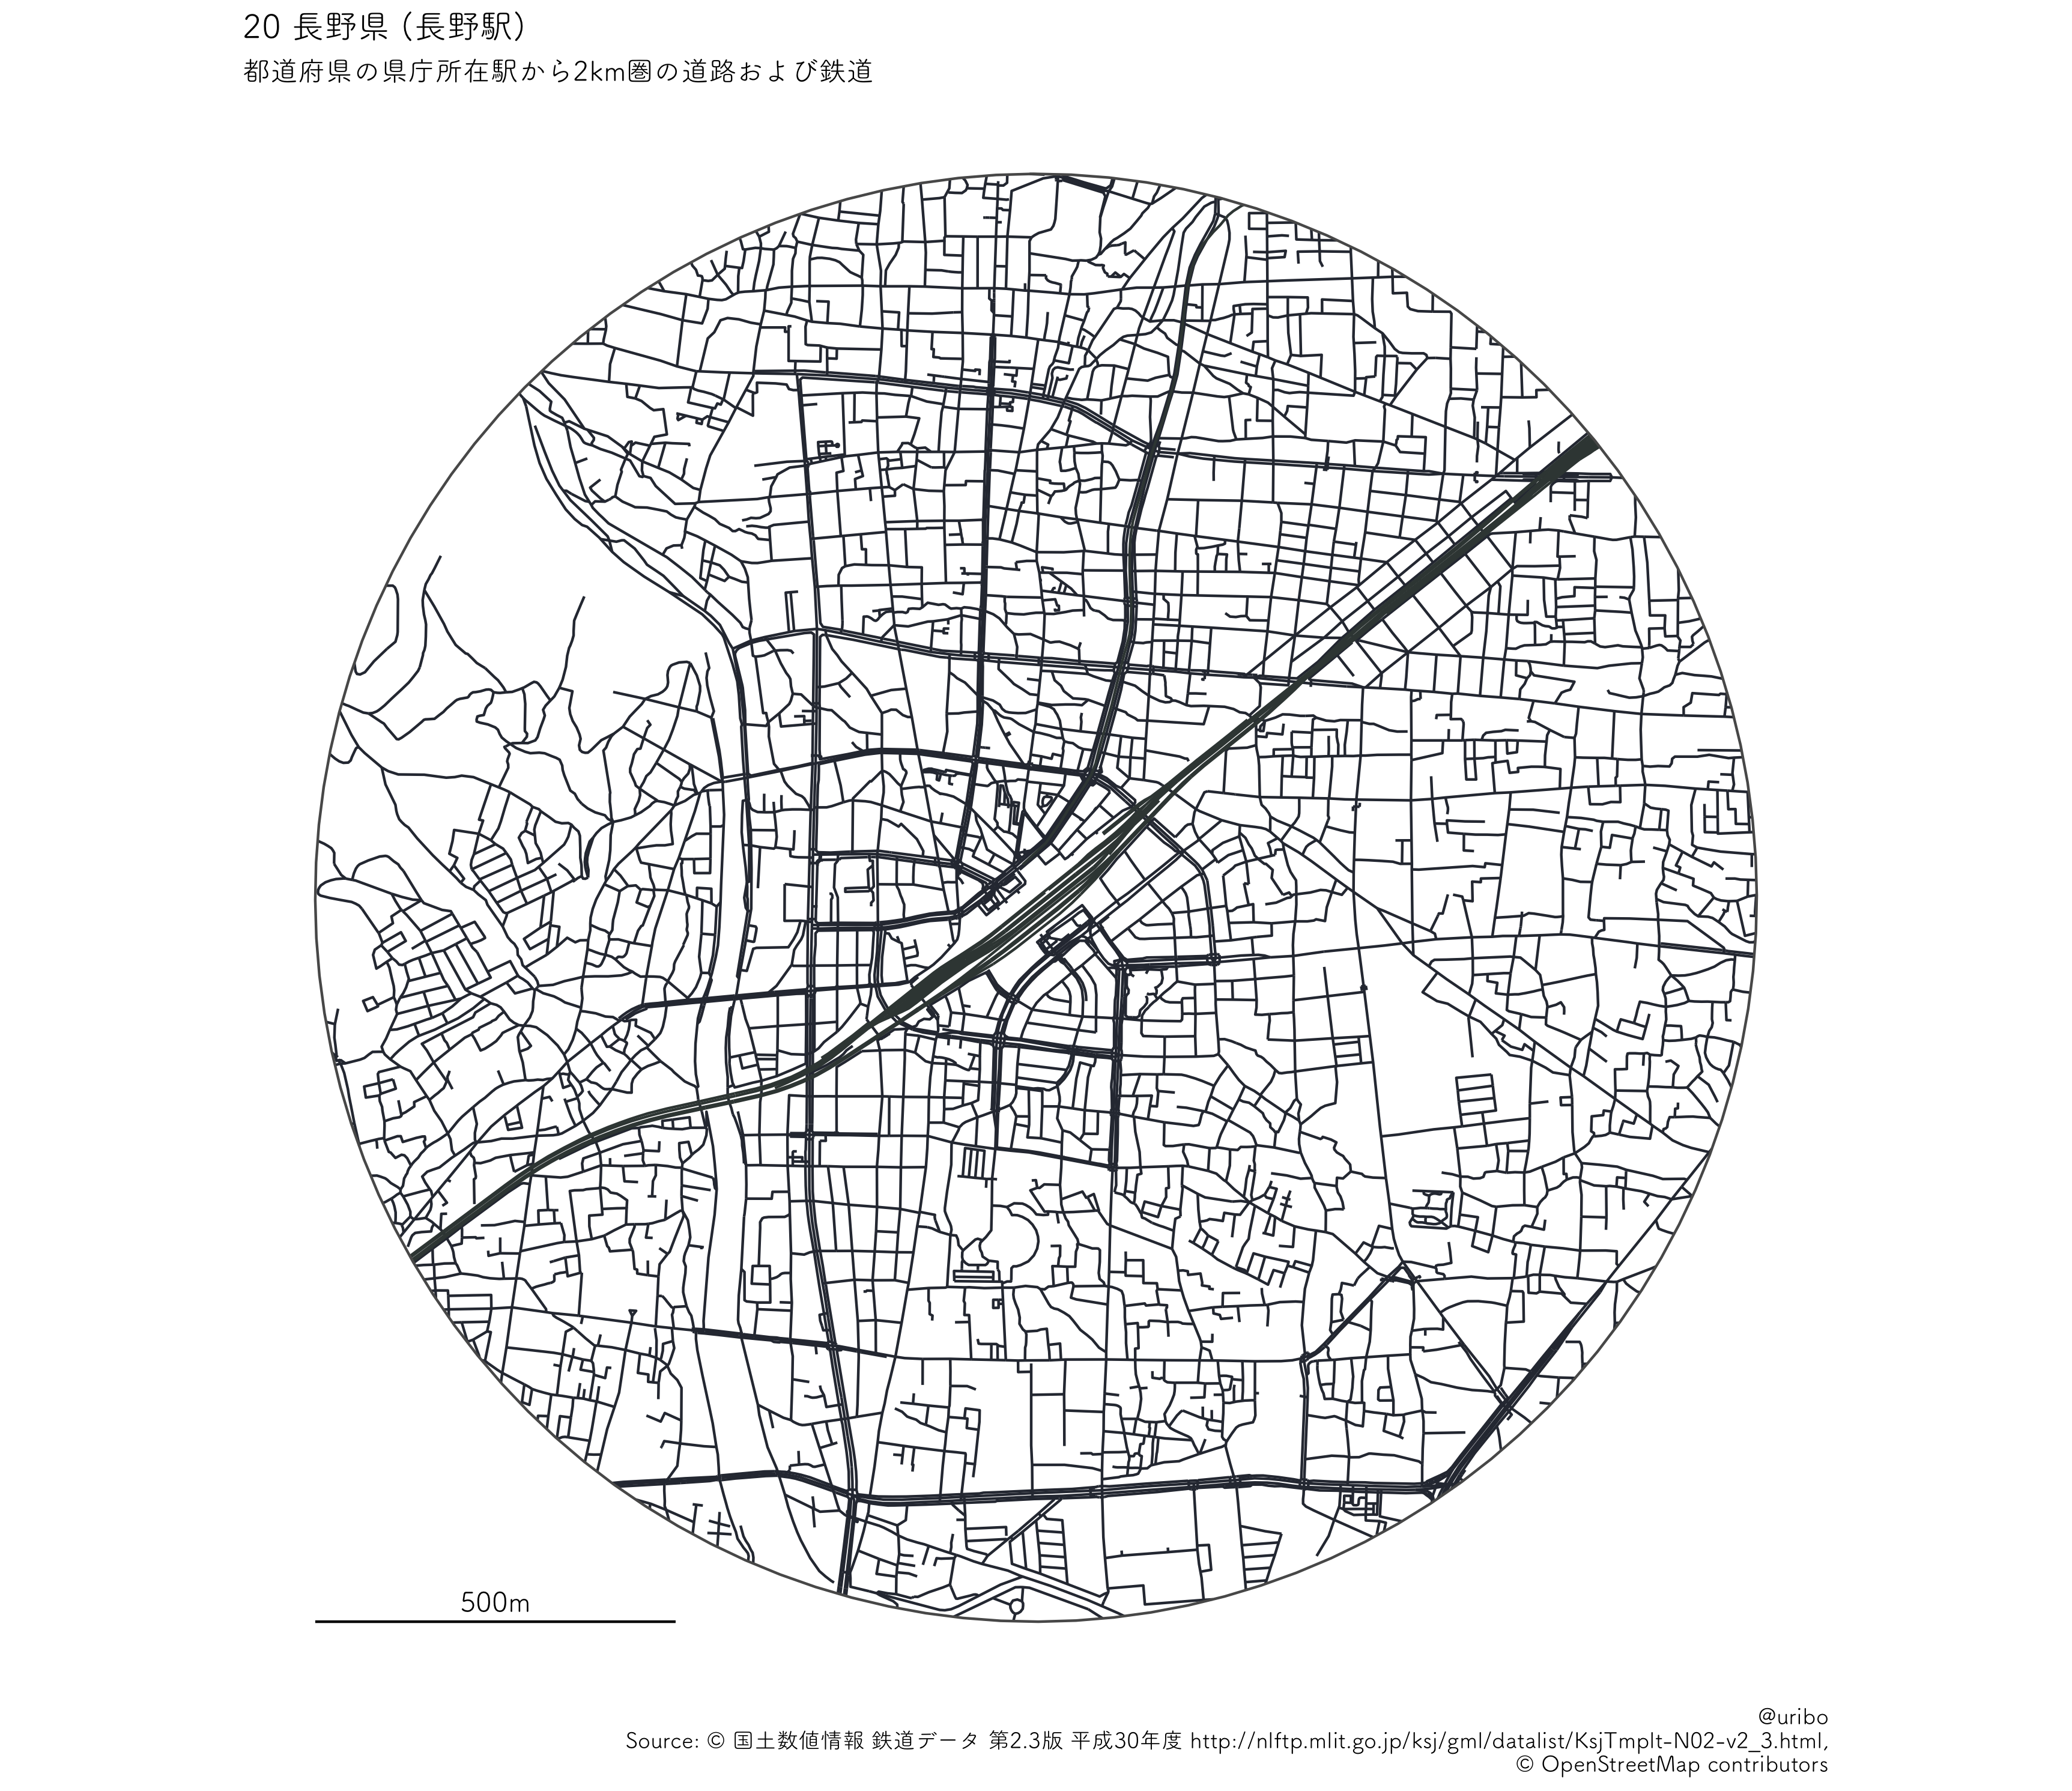 20 長野県 (長野駅)
都道府県の県庁所在駅から2km圏の道路および鉄道
500m
@uribo
Source: © 国土数値情報 鉄道データ 第2.3版 平成30年度 http://nlftp.mlit.go.jp/ksj/gml/datalist/KsjTmplt-N02-v2_3.html,
© OpenStreetMap contributors